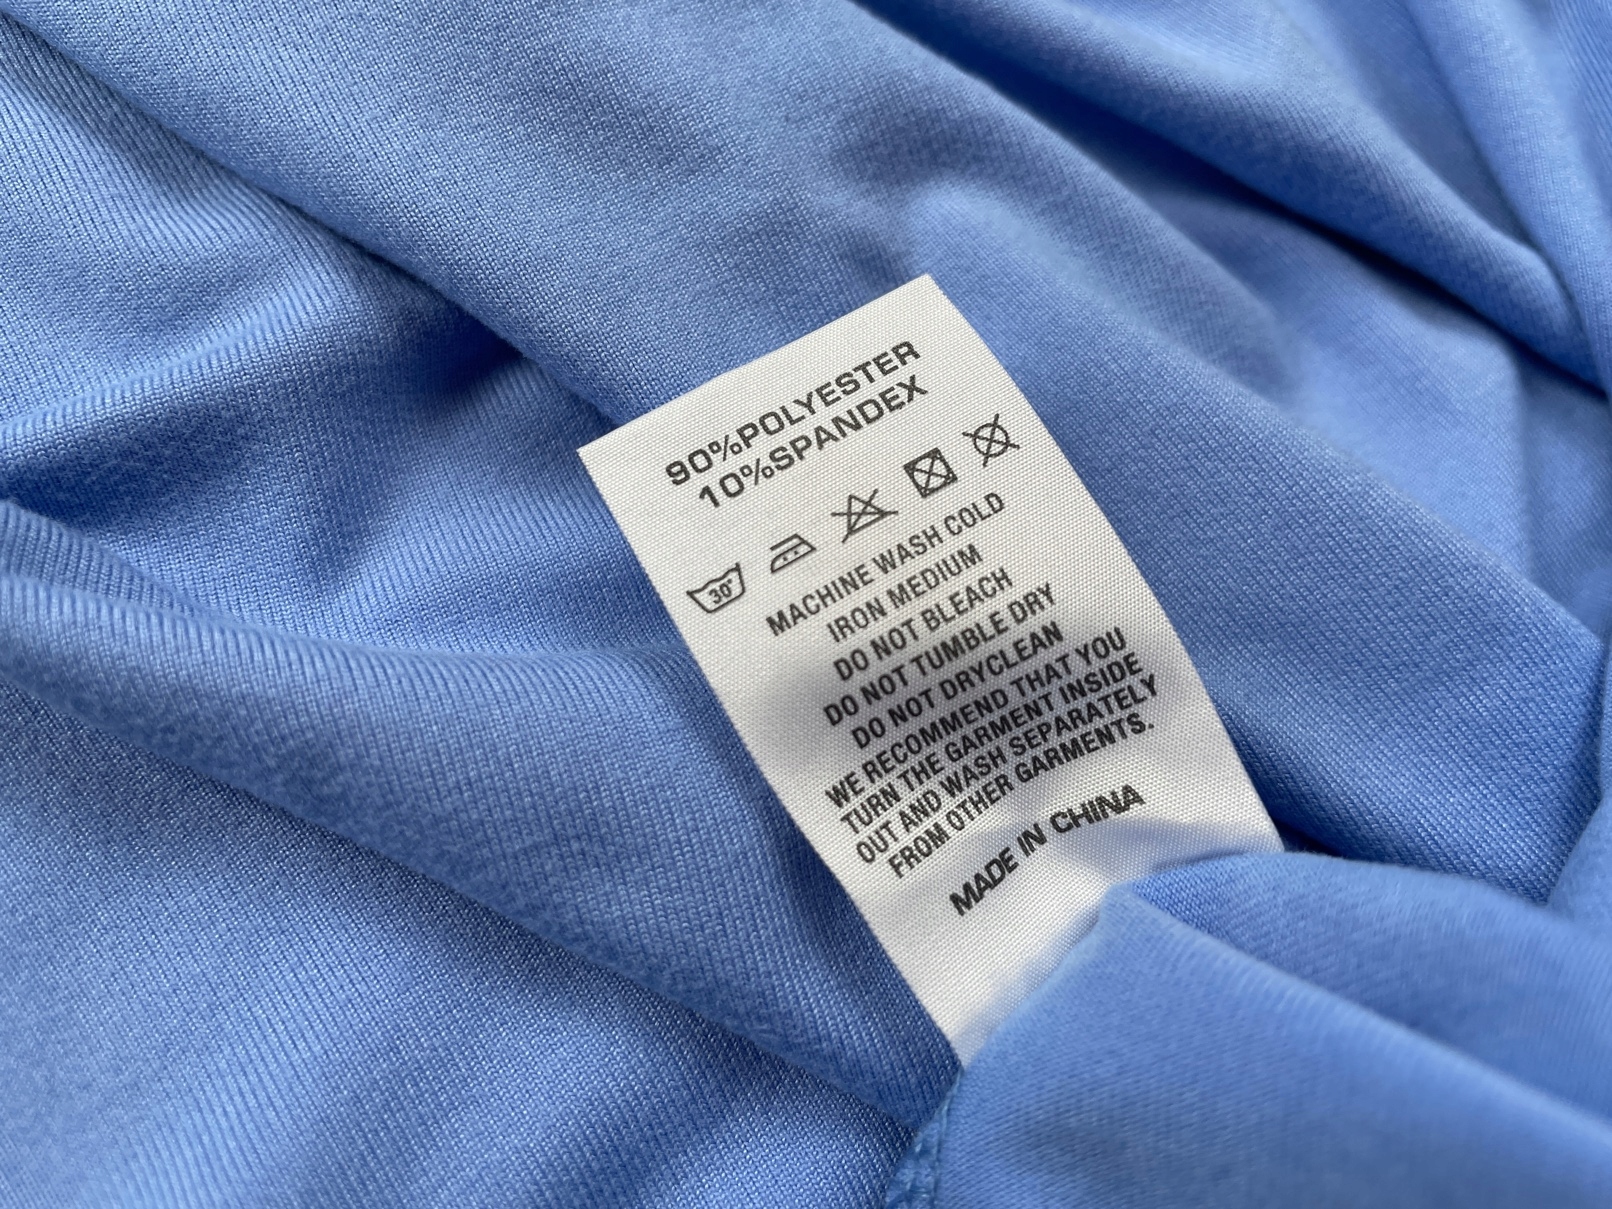 90%POLYESTER
10%SPANDEX
30°
MACHINE WASH COLD
IRON MEDIUM
DO NOT BLEACH
DO NOT TUMBLE DRY
DO NOT DRYCLEAN
WE RECOMMEND THAT YOU
TURN THE GARMENT INSIDE
OUT AND WASH SEPARATELY
FROM OTHER GARMENTS.
MADE IN CHINA